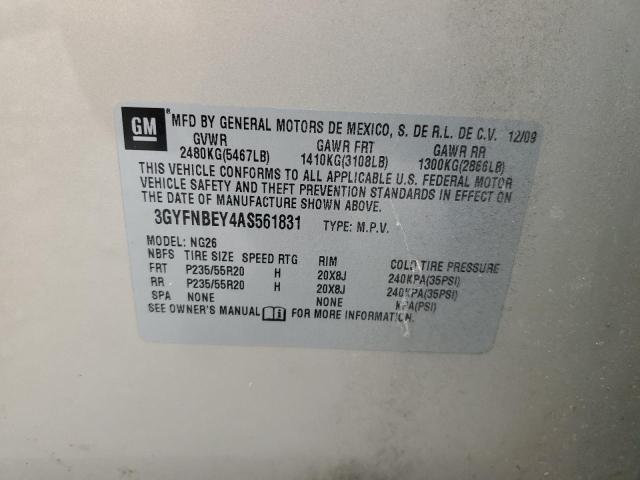 GM ® MFD BY GENERAL MOTORS DE MEXICO, S. DE R.L. DE C.V. 12/09
GVWR GAWR FRT GAWR RR
2480KG(5467LB) 1410KG(3108LB) 1300KG(2866LB)
THIS VEHICLE CONFORMS TO ALL APPLICABLE U.S. FEDERAL MOTOR
VEHICLE SAFETY AND THEFT PREVENTION STANDARDS IN EFFECT ON
THE DATE OF MANUFACTURE SHOWN ABOVE.
3GYFNBEY4AS561831 TYPE: M.P.V.
MODEL: NG26
NBFS TIRE SIZE SPEED RTG RIM COLD TIRE PRESSURE
FRT P235/55R20 H 20X8J 240KPA(35PSI)
RR P235/55R20 H 20X8J 240KPA(35PSI)
SPA NONE NONE KPA(PSI)
SEE OWNER'S MANUAL FOR MORE INFORMATION.